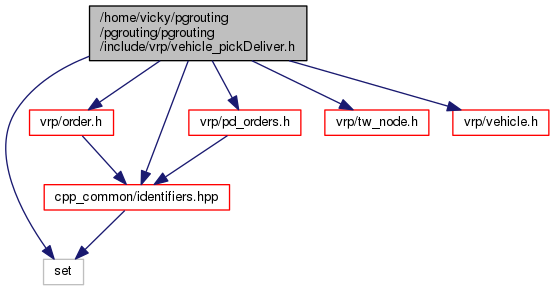 /home/vicky/pgrouting
/pgrouting/pgrouting
/include/vrp/vehicle_pickDeliver.h
vrp/order.h
vrp/pd_orders.h
vrp/tw_node.h
vrp/vehicle.h
cpp_common/identifiers.hpp
set